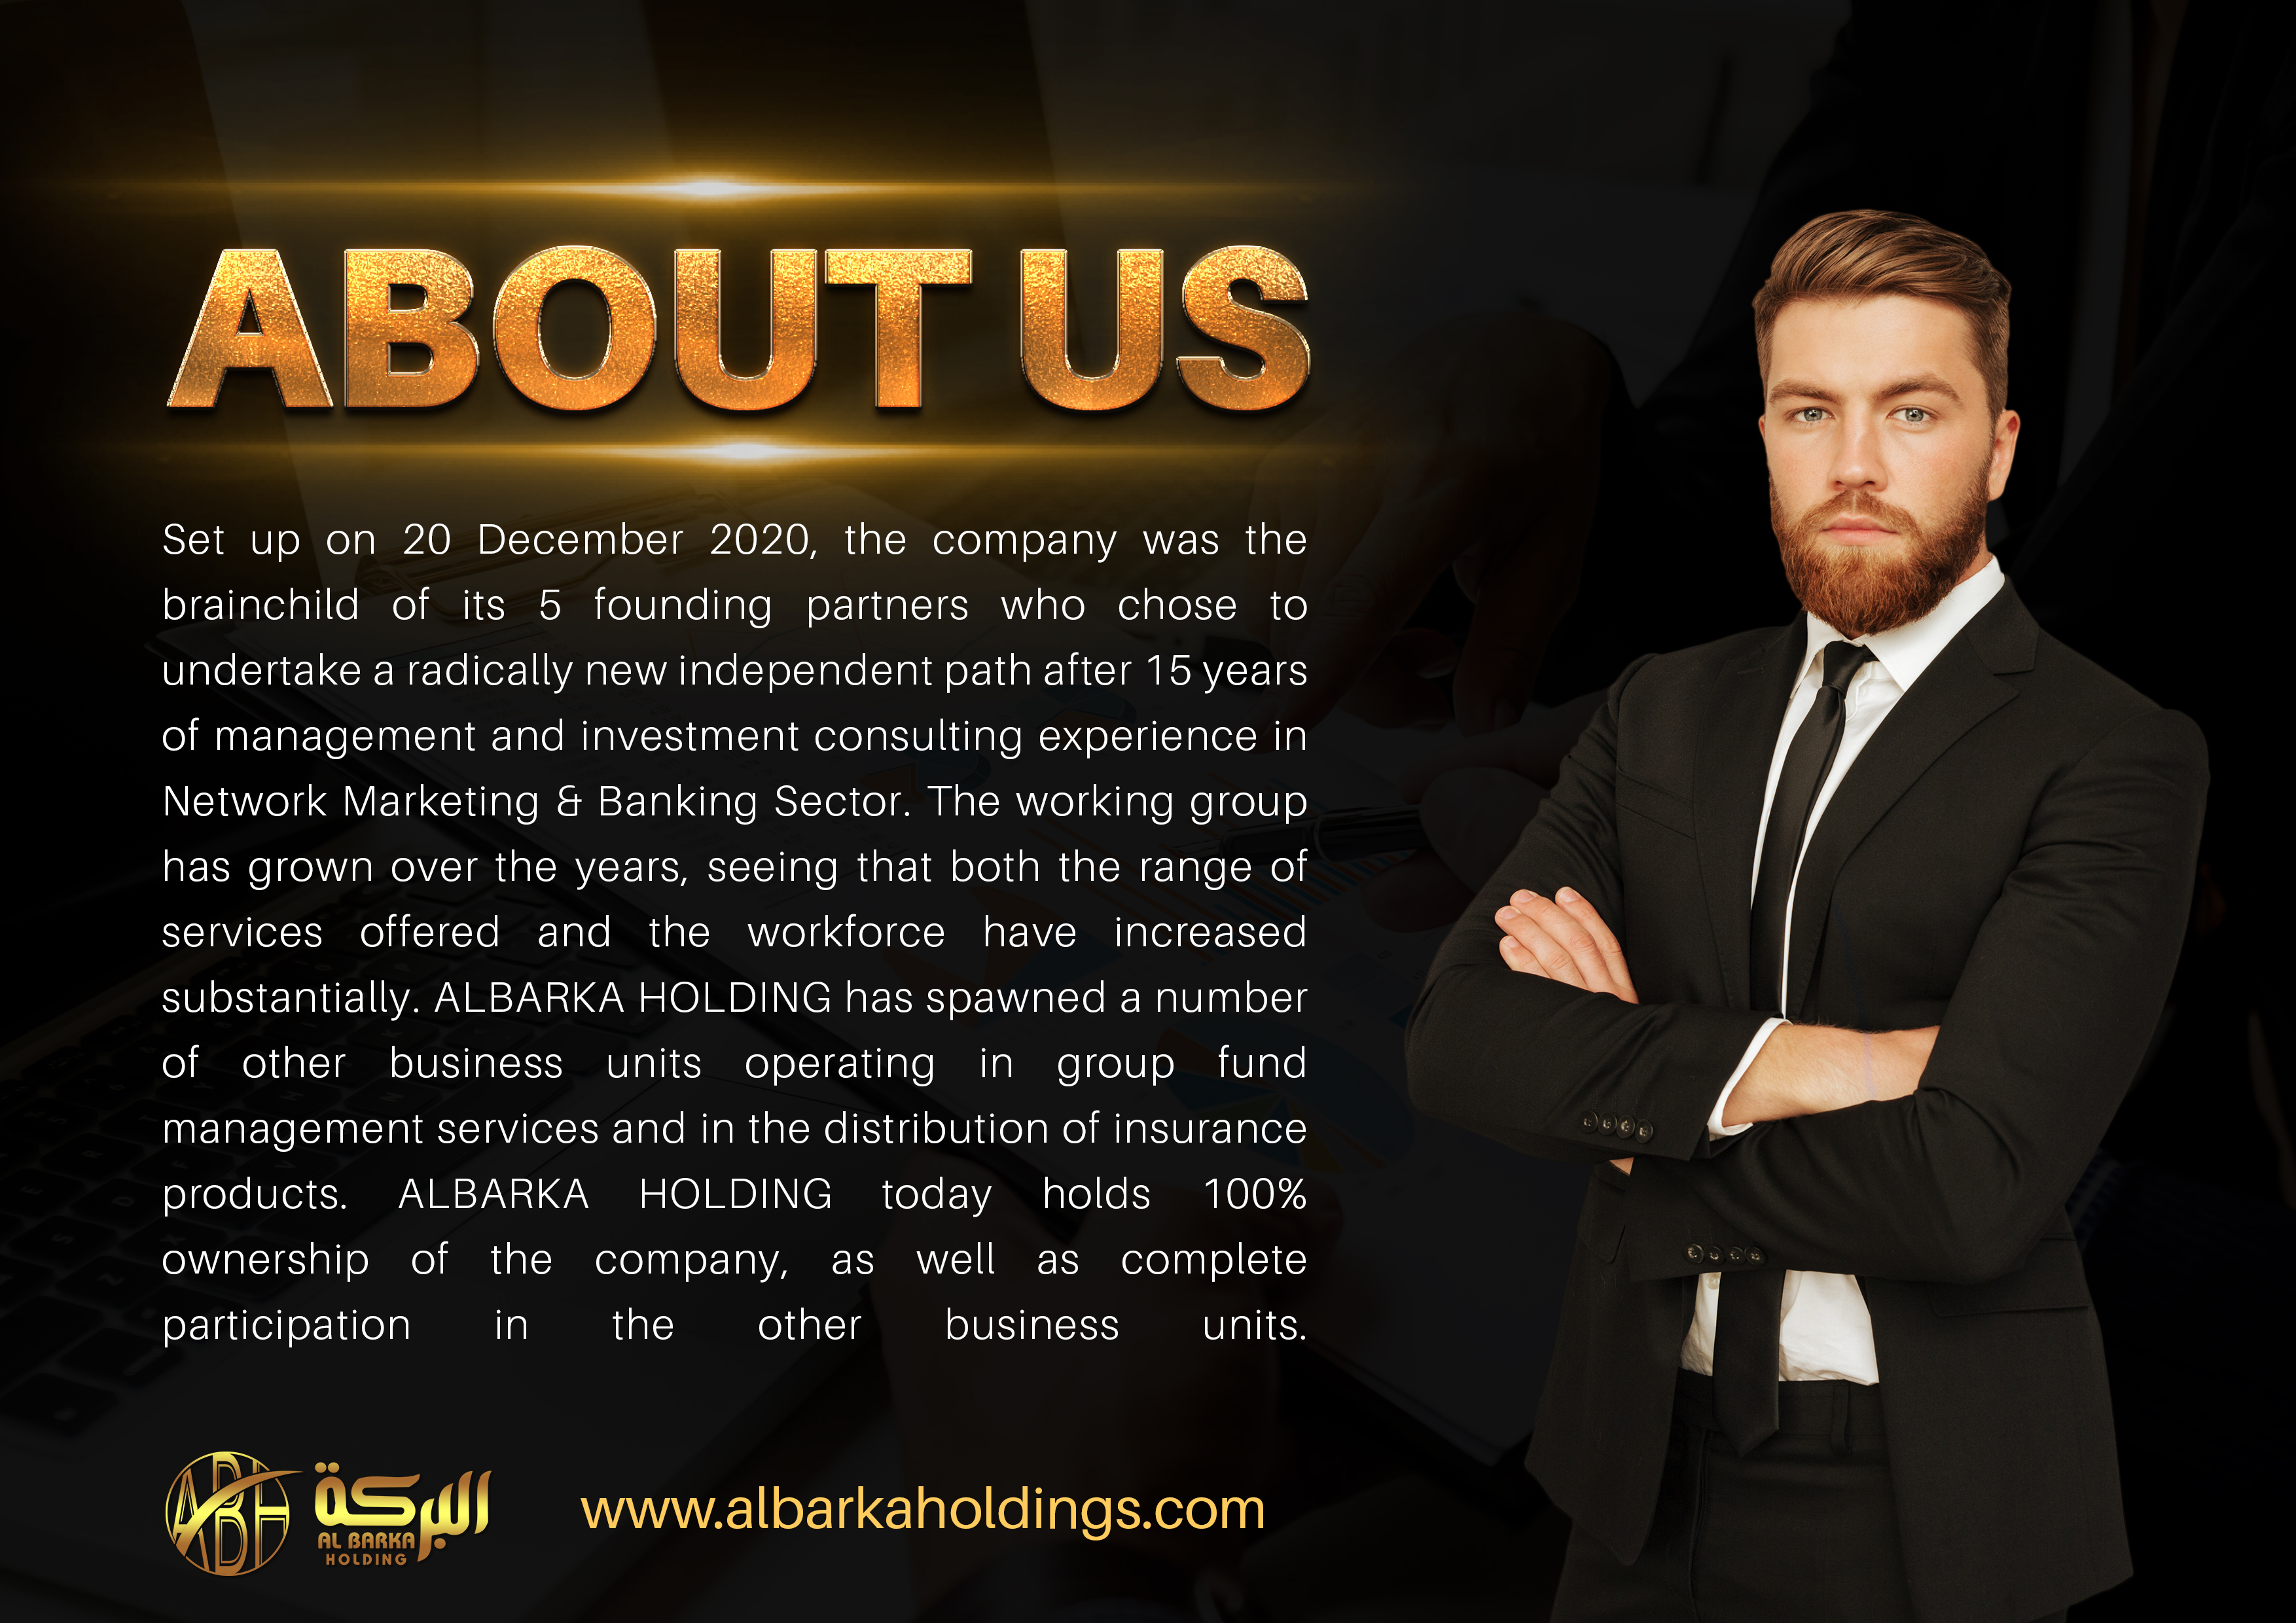 ABOUT US
Set up on 20 December 2020, the company was the
brainchild of its 5 founding partners who chose to
undertake a radically new independent path after 15 years
of management and investment consulting experience in
Network Marketing & Banking Sector. The working group
has grown over the years, seeing that both the range of
services offered and the workforce have increased
substantially. ALBARKA HOLDING has spawned a number
of other business units operating in group fund
management services and in the distribution of insurance
products. ALBARKA HOLDING today holds 100%
ownership of the company, as well as complete
participation in the other business units.
ABH
البركة
AL BARKA
HOLDING
www.albarkaholdings.com